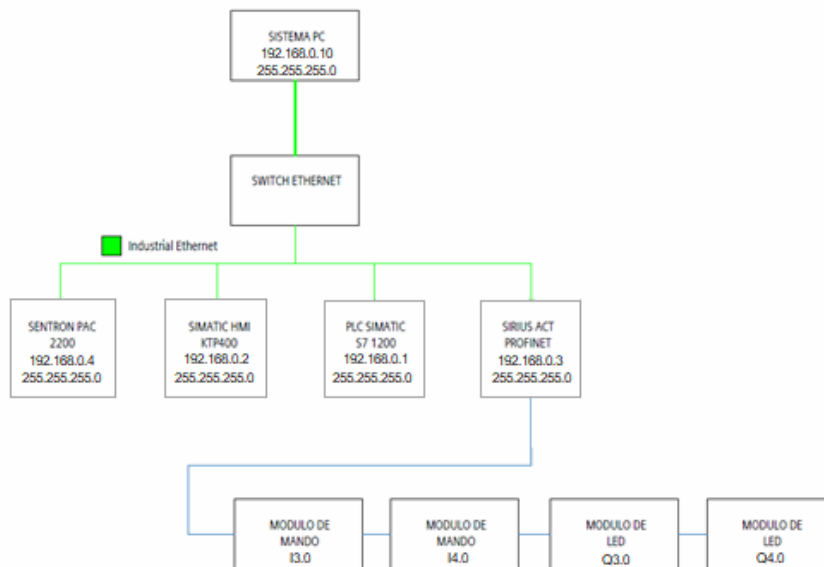 SISTEMA PC
192.168.0.10
255.255.255.0
SWITCH ETHERNET
Industrial Ethernet
SENTRON PAC
2200
192.168.0.4
255.255.255.0
SIMATIC HMI
KTP400
192.168.0.2
255.255.255.0
PLC SIMATIC
S7 1200
192.168.0.1
255.255.255.0
SIRIUS ACT
PROFINET
192.168.0.3
255.255.255.0
MODULO DE
MANDO
I3.0
MODULO DE
MANDO
I4.0
MODULO DE
LED
Q3.0
MODULO DE
LED
Q4.0